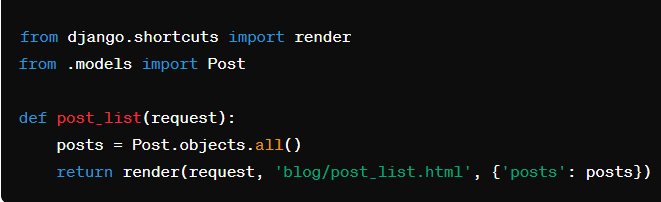 from django.shortcuts import render
from .models import Post
def post_list(request):
    posts = Post.objects.all()
    return render(request, 'blog/post_list.html', {'posts': posts})